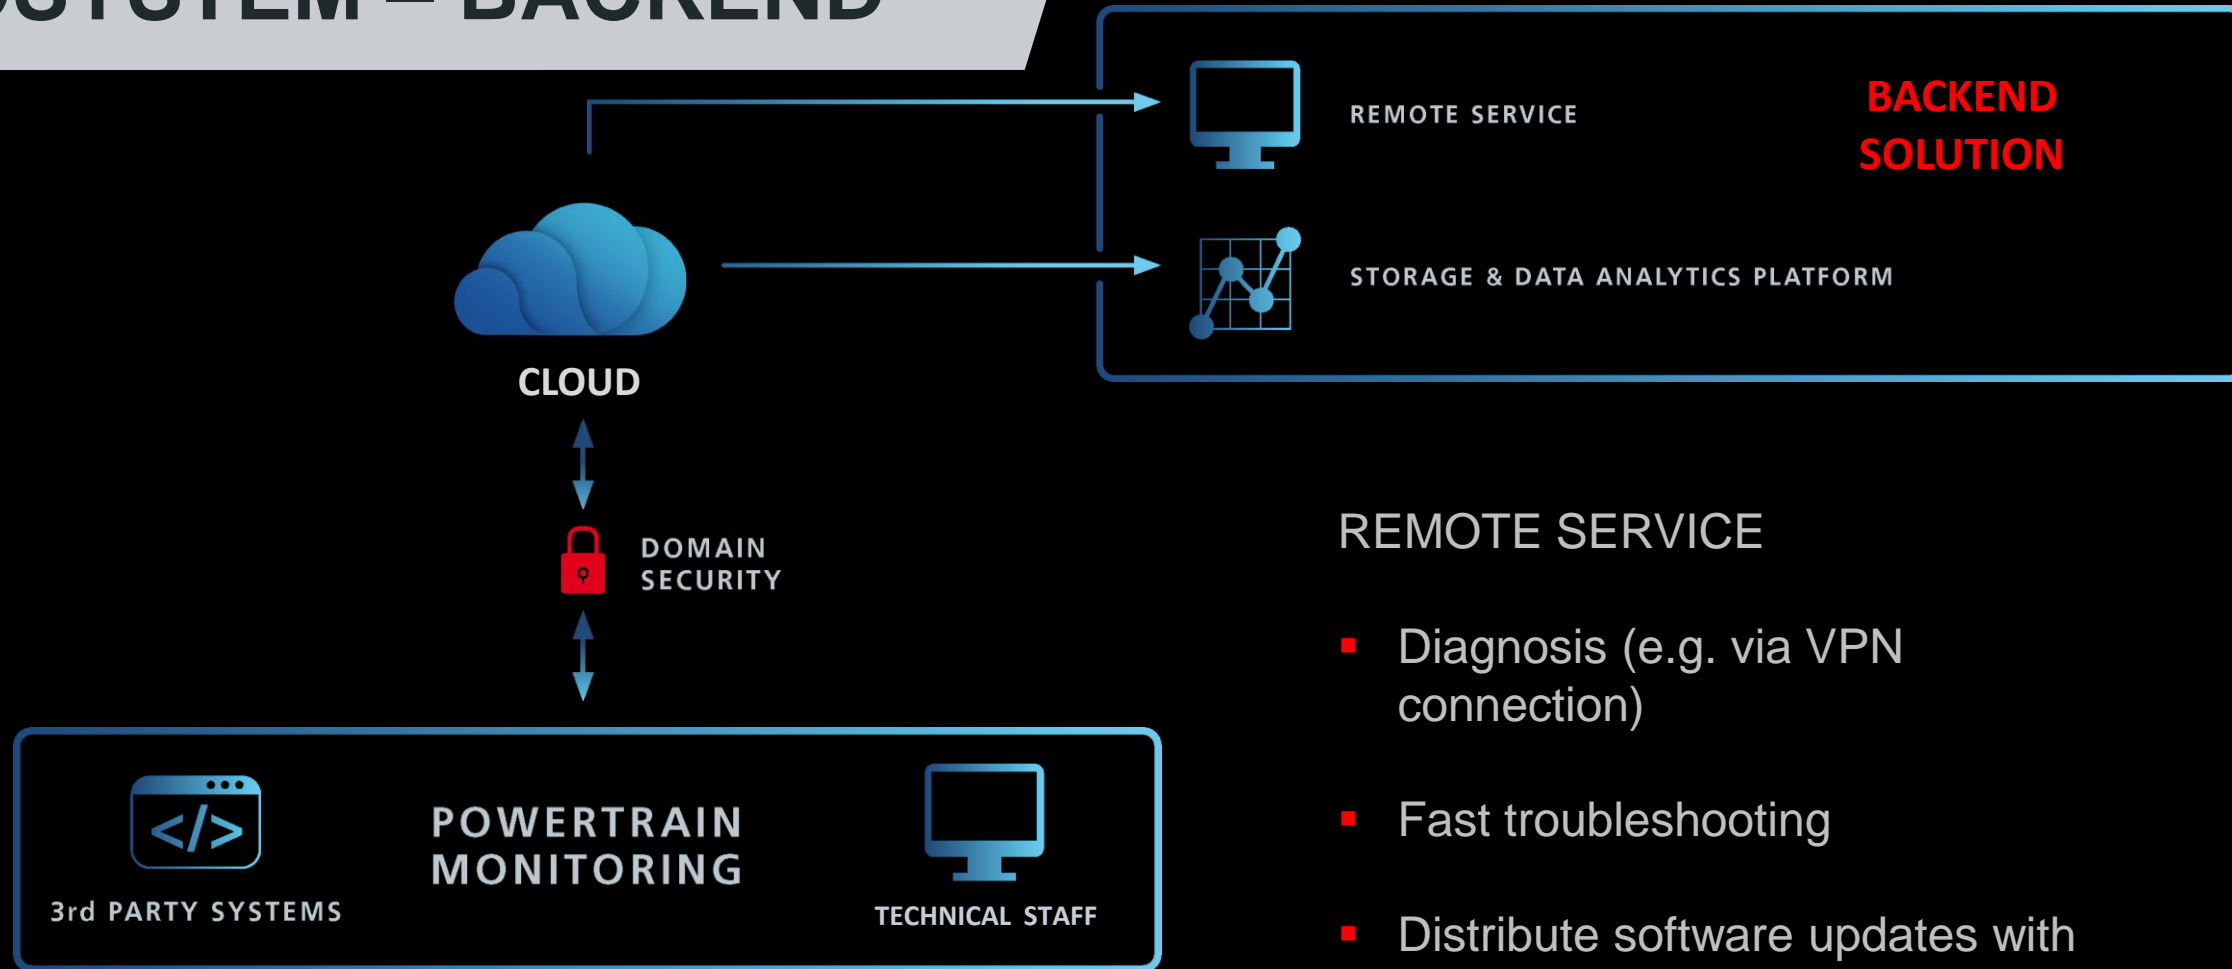 – BACKEND
REMOTE SERVICE
BACKEND
SOLUTION
STORAGE & DATA ANALYTICS PLATFORM
CLOUD
DOMAIN
SECURITY
POWERTRAIN
MONITORING
3rd PARTY SYSTEMS
TECHNICAL STAFF
REMOTE SERVICE
▪ Diagnosis (e.g. via VPN
connection)
▪ Fast troubleshooting
▪ Distribute software updates with